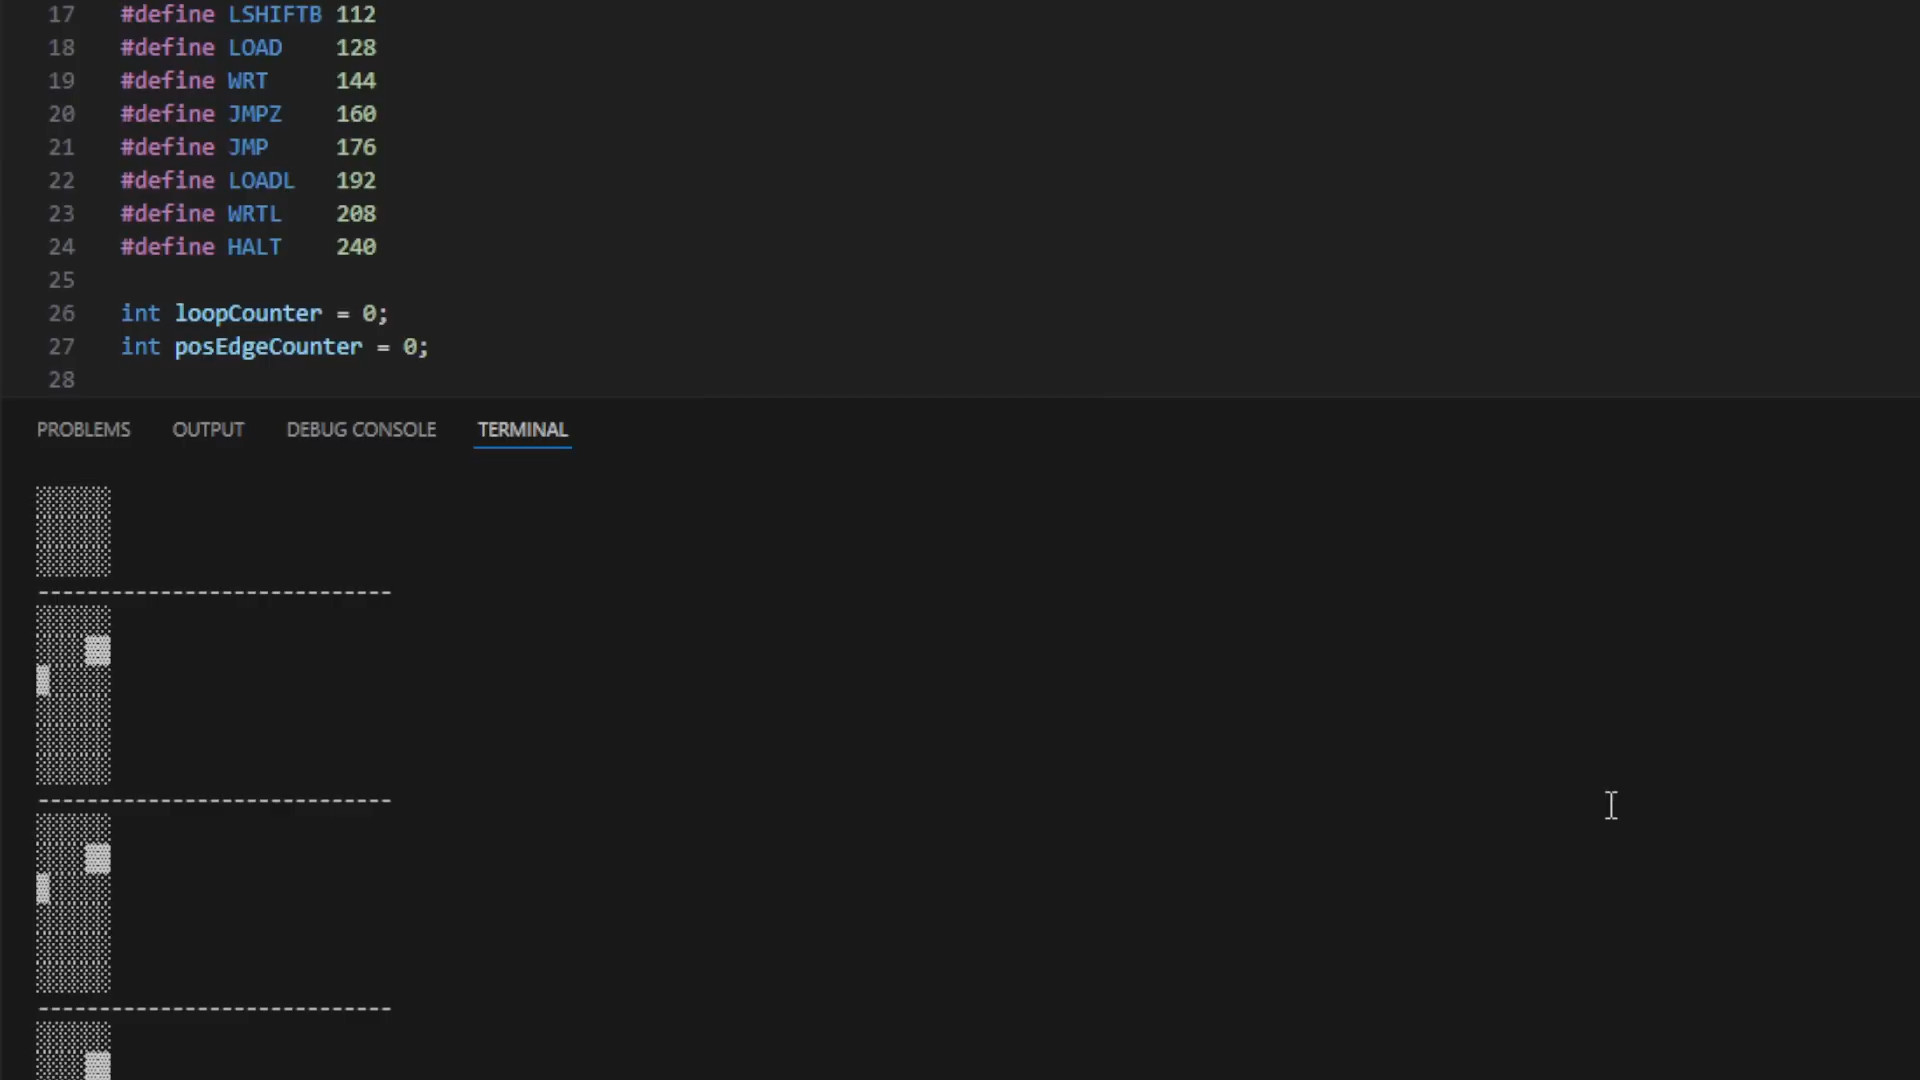 17 #define LSHIFTB 112
18 #define LOAD 128
19 #define WRT 144
20 #define JMPZ 160
21 #define JMP 176
22 #define LOADL 192
23 #define WRTL 208
24 #define HALT 240
25
26 int loopCounter = 0;
27 int posEdgeCounter = 0;
28
PROBLEMS OUTPUT DEBUG CONSOLE TERMINAL
-----------------------------
-----------------------------
-----------------------------